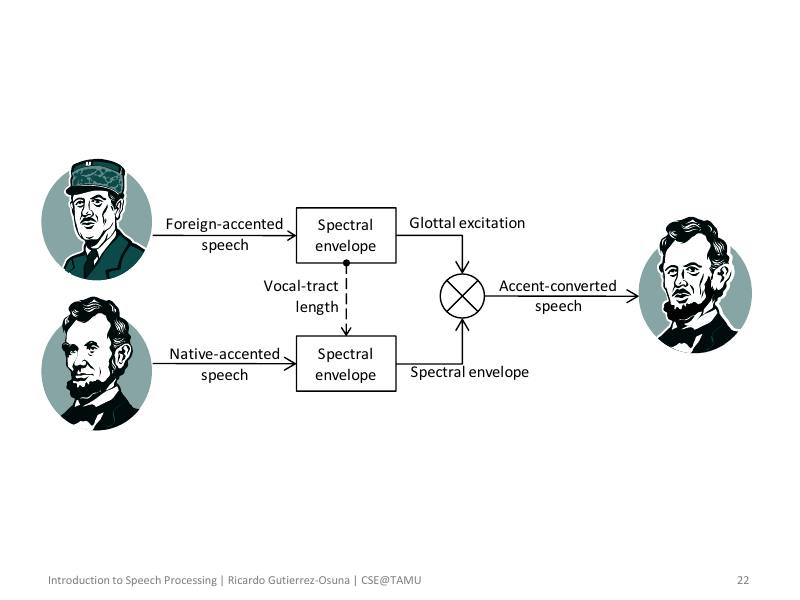 Foreign-accented
speech
Spectral
envelope
Glottal excitation
Vocal-tract
length
Accent-converted
speech
Native-accented
speech
Spectral
envelope
Spectral envelope
Introduction to Speech Processing | Ricardo Gutierrez-Osuna | CSE@TAMU
22